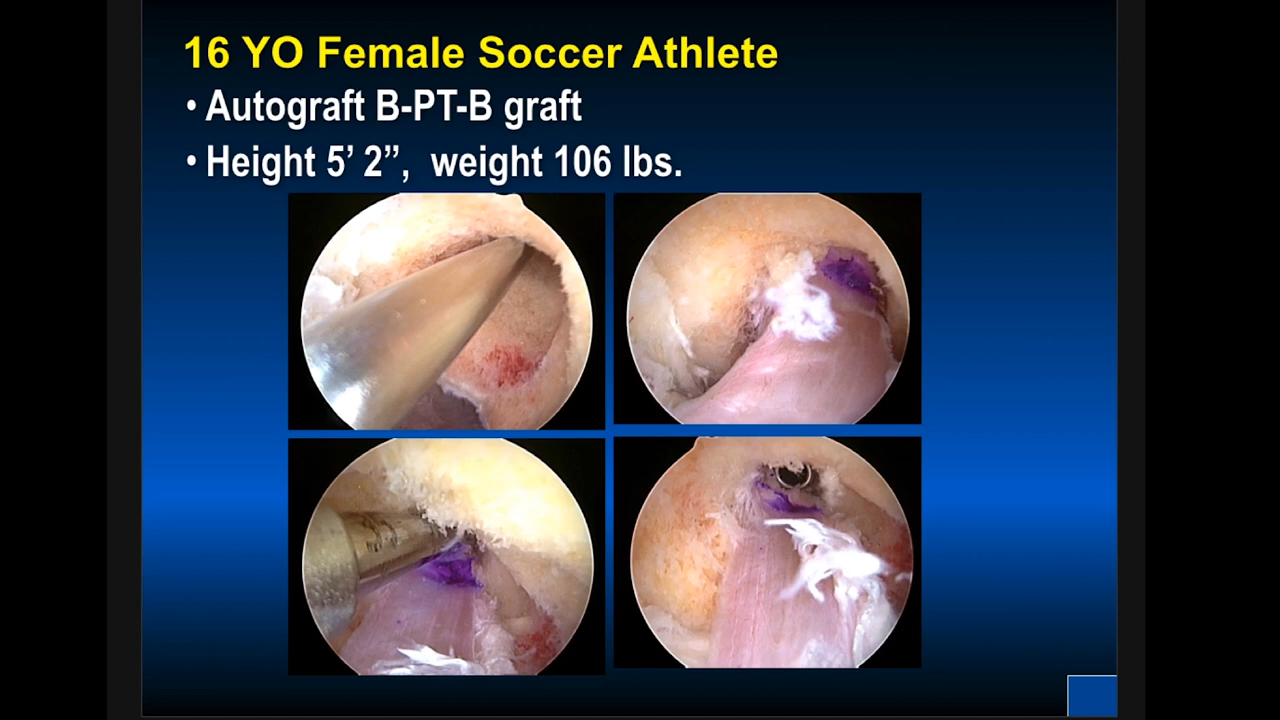 16 YO Female Soccer Athlete
• Autograft B-PT-B graft
• Height 5’ 2”, weight 106 lbs.